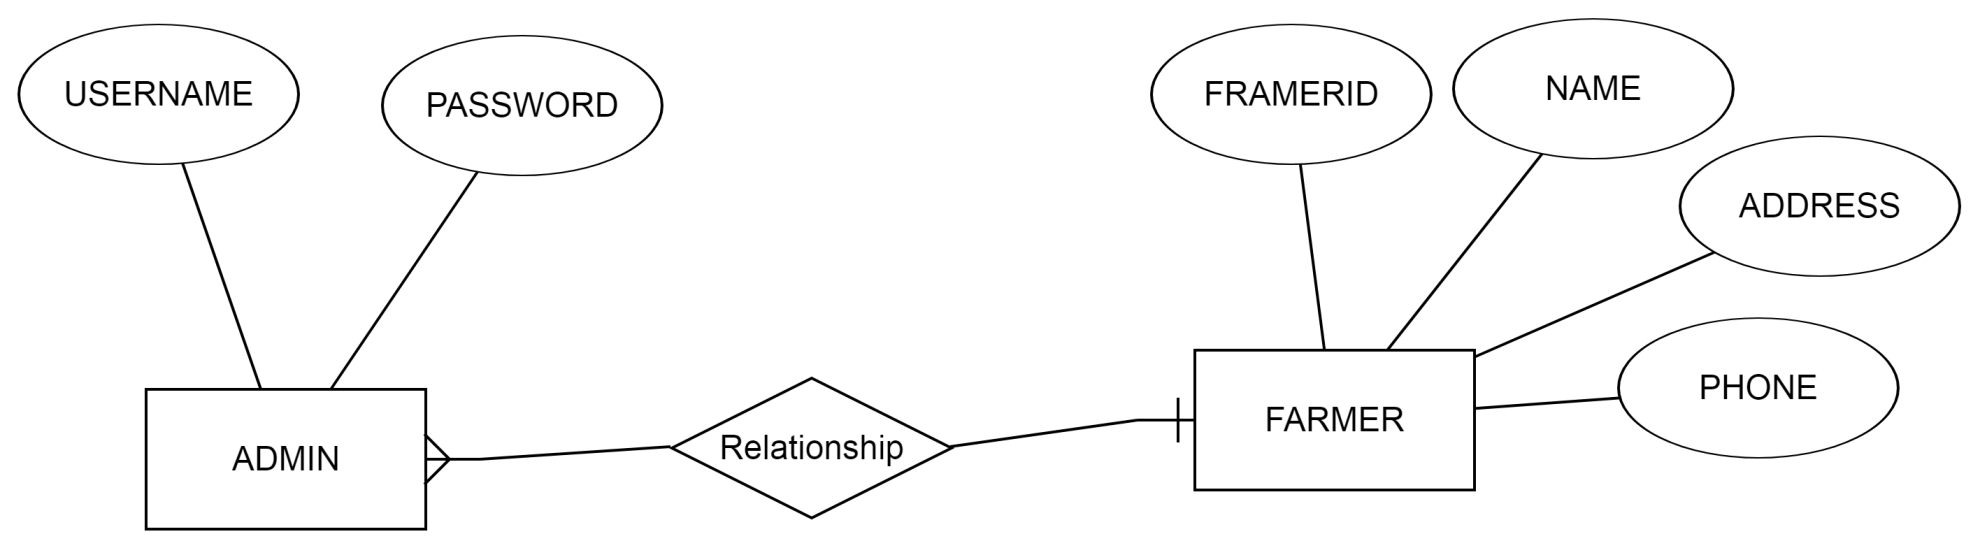 USERNAME
PASSWORD
FRAMERID
NAME
ADDRESS
PHONE
ADMIN
Relationship
FARMER